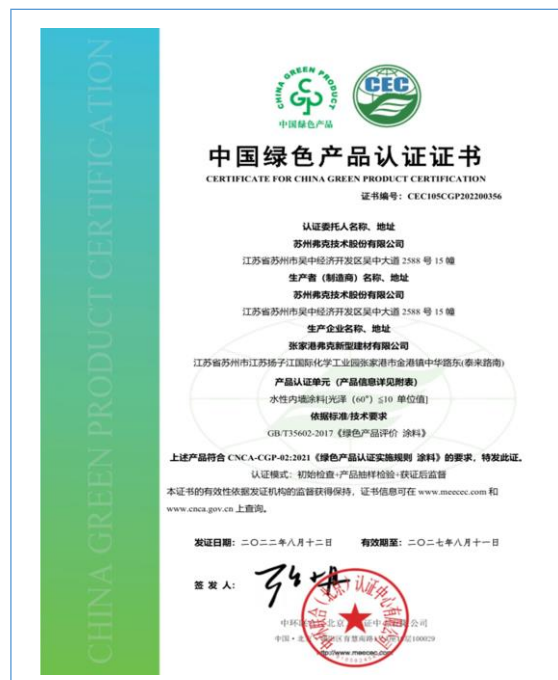 CHINA GREEN PRODUCT CERTIFICATION
CHINA GREEN PRODUCT
CGP
中国绿色产品
CEC
中国绿色产品认证证书
CERTIFICATE FOR CHINA GREEN PRODUCT CERTIFICATION
证书编号：CEC105CGP202200356
认证委托人名称、地址
苏州弗克技术股份有限公司
江苏省苏州市吴中经济开发区吴中大道 2588 号 15 幢
生产者（制造商）名称、地址
苏州弗克技术股份有限公司
江苏省苏州市吴中经济开发区吴中大道 2588 号 15 幢
生产企业名称、地址
张家港弗克新型建材有限公司
江苏省苏州市江苏扬子江国际化学工业园张家港市金港镇中华路东(泰来路南)
产品认证单元（产品信息详见附表）
水性内墙涂料[光泽（60°）≦10 单位值]
依据标准/技术要求
GB/T35602-2017《绿色产品评价 涂料》
上述产品符合 CNCA-CGP-02:2021《绿色产品认证实施规则 涂料》的要求，特发此证。
认证模式：初始检查+产品抽样检验+获证后监督
本证书的有效性依据发证机构的监督获得保持，证书信息可在 www.meecec.com 和
www.cnca.gov.cn 上查询。
发证日期：二〇二二年八月十二日 有效期至：二〇二七年八月十一日
签 发 人：
中环联合（北京）认证中心有限公司
100029
http://www.meecec.com